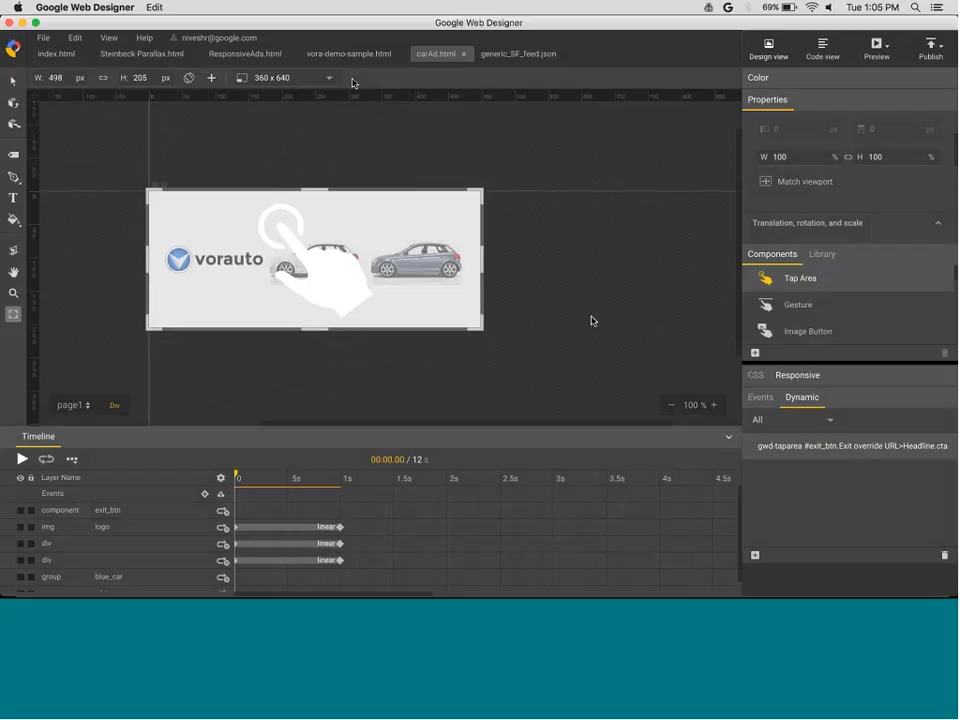 Google Web Designer Edit
69% Tue 1:05 PM
Google Web Designer
File Edit View Help niveshr@google.com
index.html Steinbeck Parallax.html ResponsiveAds.html vora-demo-sample.html carAd.html × generic_SF_feed.json
Design view Code view Preview Publish
W: 498 px H: 205 px 360 x 640
Color
Properties
0 px 0 px
W 100 % H 100 %
Match viewport
Translation, rotation, and scale
Components Library
Tap Area
Gesture
Image Button
vorauto
page1 Div
− 100 % +
CSS Responsive
Events Dynamic
All
gwd-taparea #exit_btn.Exit override URL>Headline.cta
Timeline
00:00.00 / 12 s
Layer Name
0 .5s 1s 1.5s 2s 2.5s 3s 3.5s 4s 4.5s
Events
component exit_btn
img logo linear
div linear
div linear
group blue_car